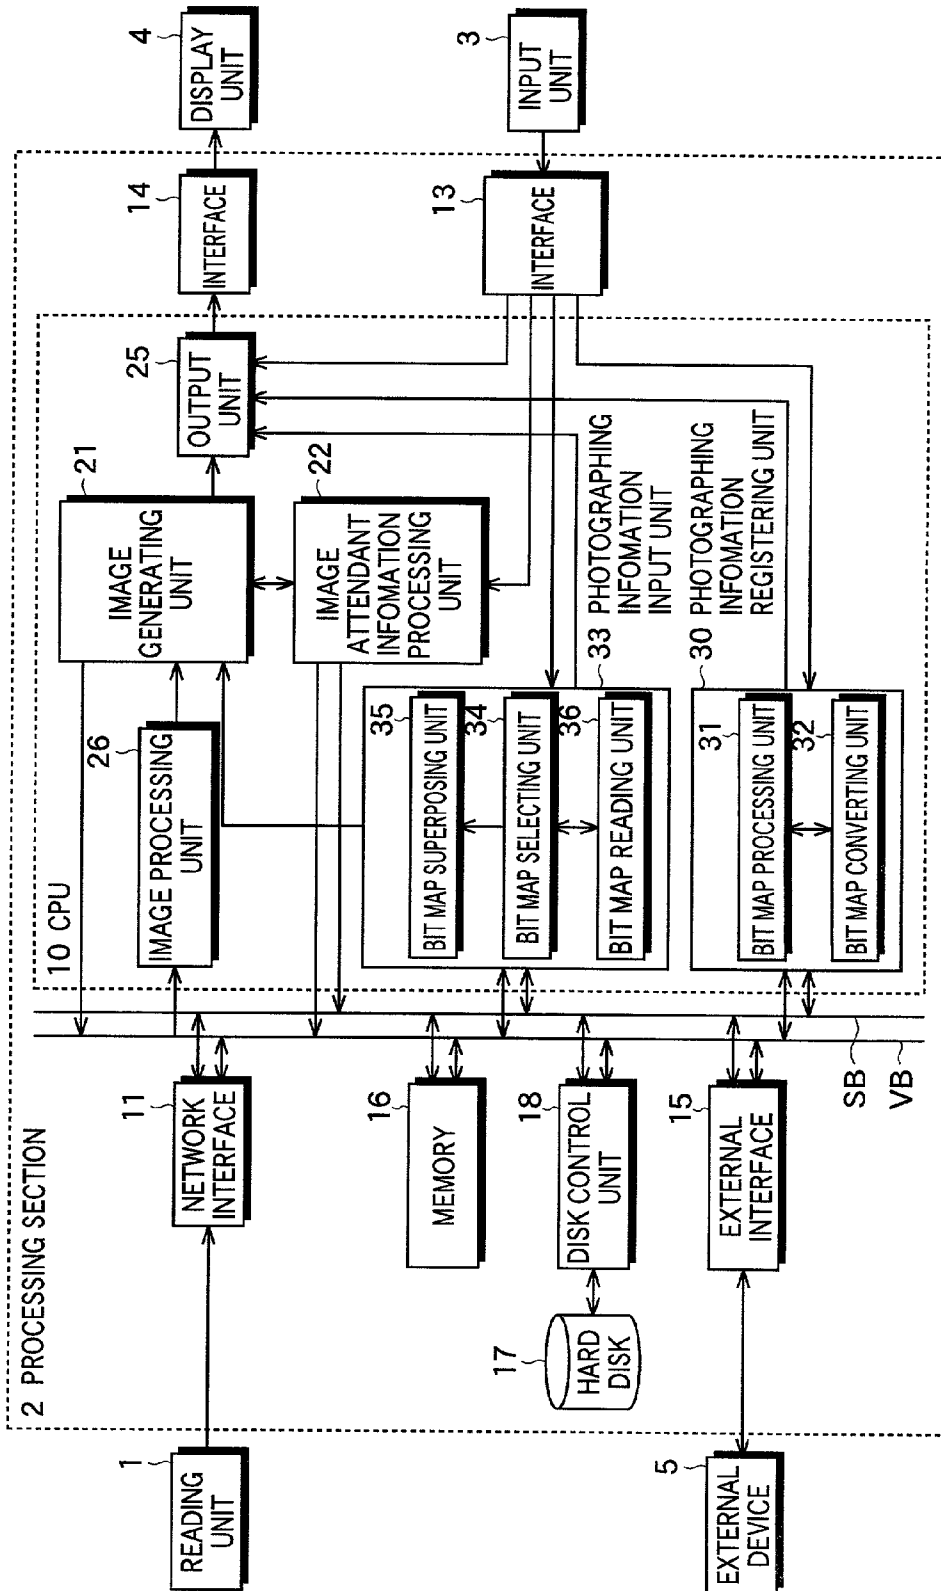 2 PROCESSING SECTION
1
READING
UNIT
11
NETWORK
INTERFACE
10 CPU
26
IMAGE PROCESSING
UNIT
21
IMAGE
GENERATING
UNIT
25
OUTPUT
UNIT
14
INTERFACE
4
DISPLAY
UNIT
22
IMAGE
ATTENDANT
INFOMATION
PROCESSING
UNIT
16
MEMORY
35
BIT MAP SUPERPOSING UNIT
34
BIT MAP SELECTING UNIT
36
BIT MAP READING UNIT
33 PHOTOGRAPHING
INFOMATION
INPUT UNIT
13
INTERFACE
3
INPUT
UNIT
17
HARD
DISK
18
DISK CONTROL
UNIT
30 PHOTOGRAPHING
INFOMATION
REGISTERING UNIT
31
BIT MAP PROCESSING UNIT
32
BIT MAP CONVERTING UNIT
5
EXTERNAL
DEVICE
15
EXTERNAL
INTERFACE
SB
VB